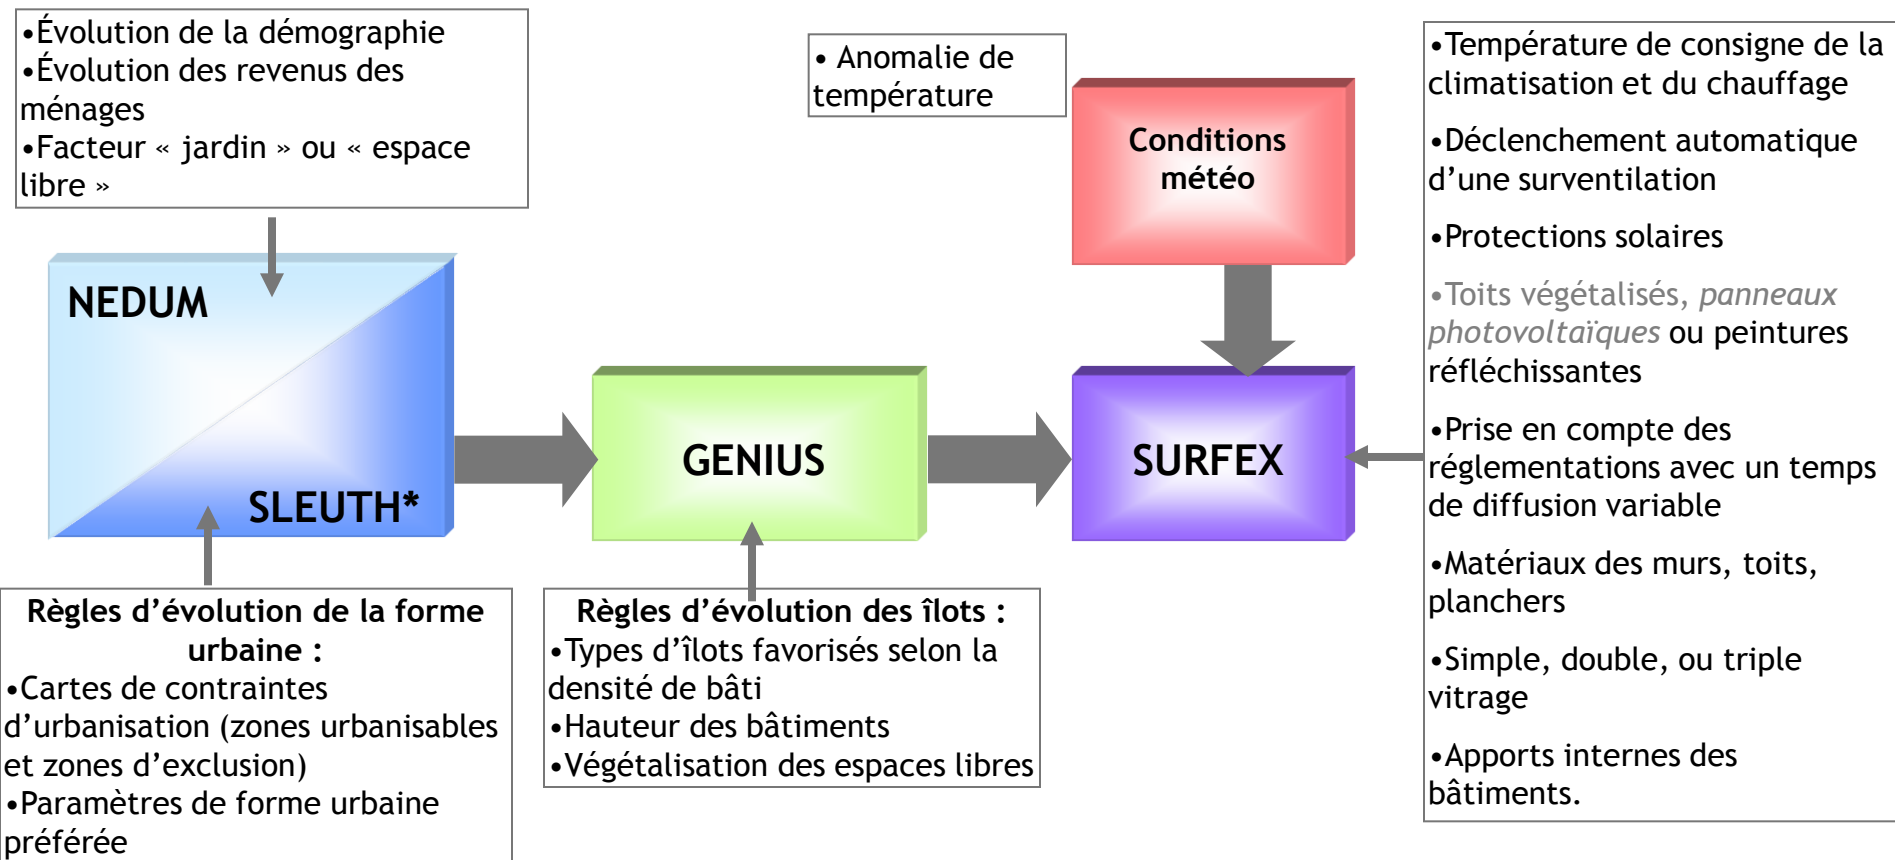 •Évolution de la démographie
•Évolution des revenus des
ménages
•Facteur « jardin » ou « espace
libre »
• Anomalie de
température
Conditions
météo
•Température de consigne de la
climatisation et du chauffage
•Déclenchement automatique
d’une surventilation
•Protections solaires
•Toits végétalisés, panneaux
photovoltaïques ou peintures
réfléchissantes
•Prise en compte des
réglementations avec un temps
de diffusion variable
•Matériaux des murs, toits,
planchers
•Simple, double, ou triple
vitrage
•Apports internes des
bâtiments.
NEDUM
SLEUTH*
GENIUS
SURFEX
Règles d’évolution de la forme
urbaine :
•Cartes de contraintes
d’urbanisation (zones urbanisables
et zones d’exclusion)
•Paramètres de forme urbaine
préférée
Règles d’évolution des îlots :
•Types d’îlots favorisés selon la
densité de bâti
•Hauteur des bâtiments
•Végétalisation des espaces libres